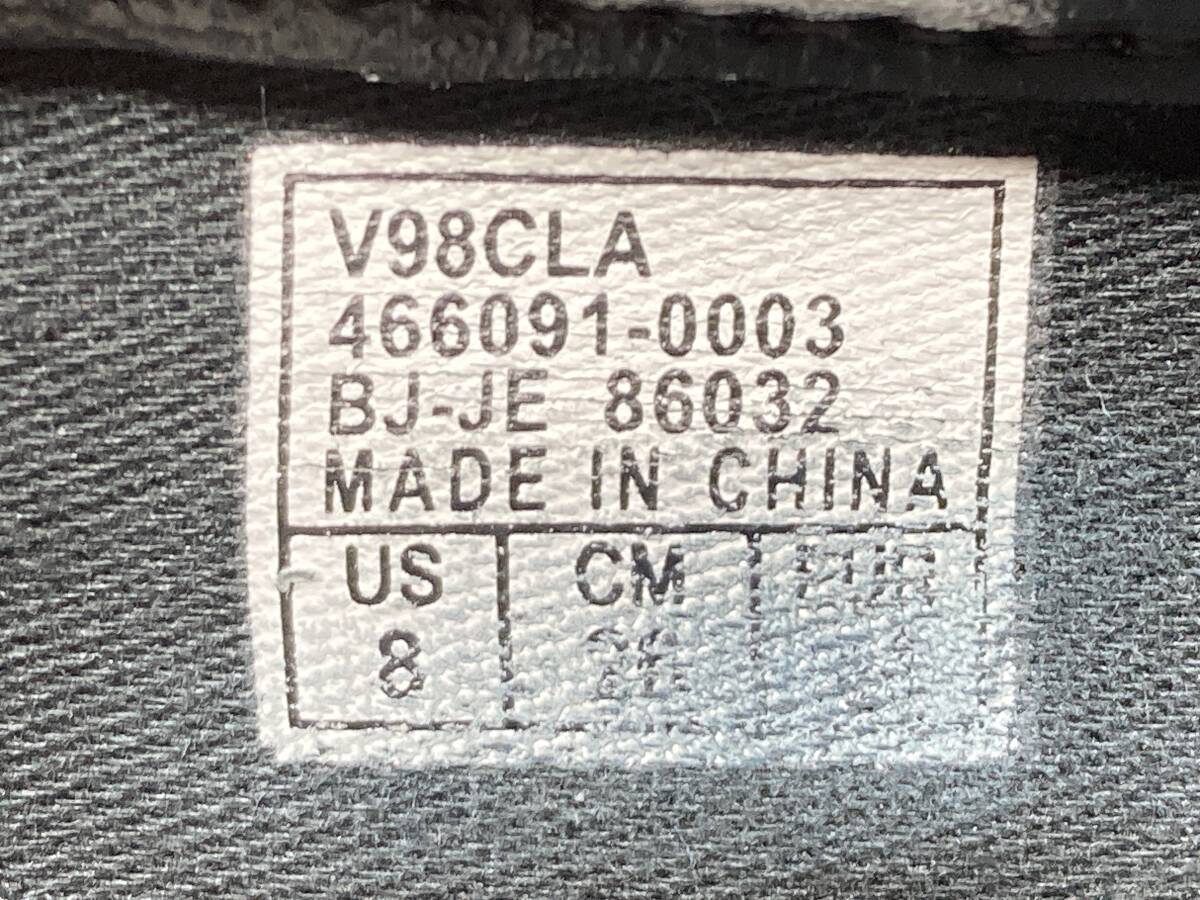 V98CLA
466091-0003
BJ-JE 86032
MADE IN CHINA
US CM
8